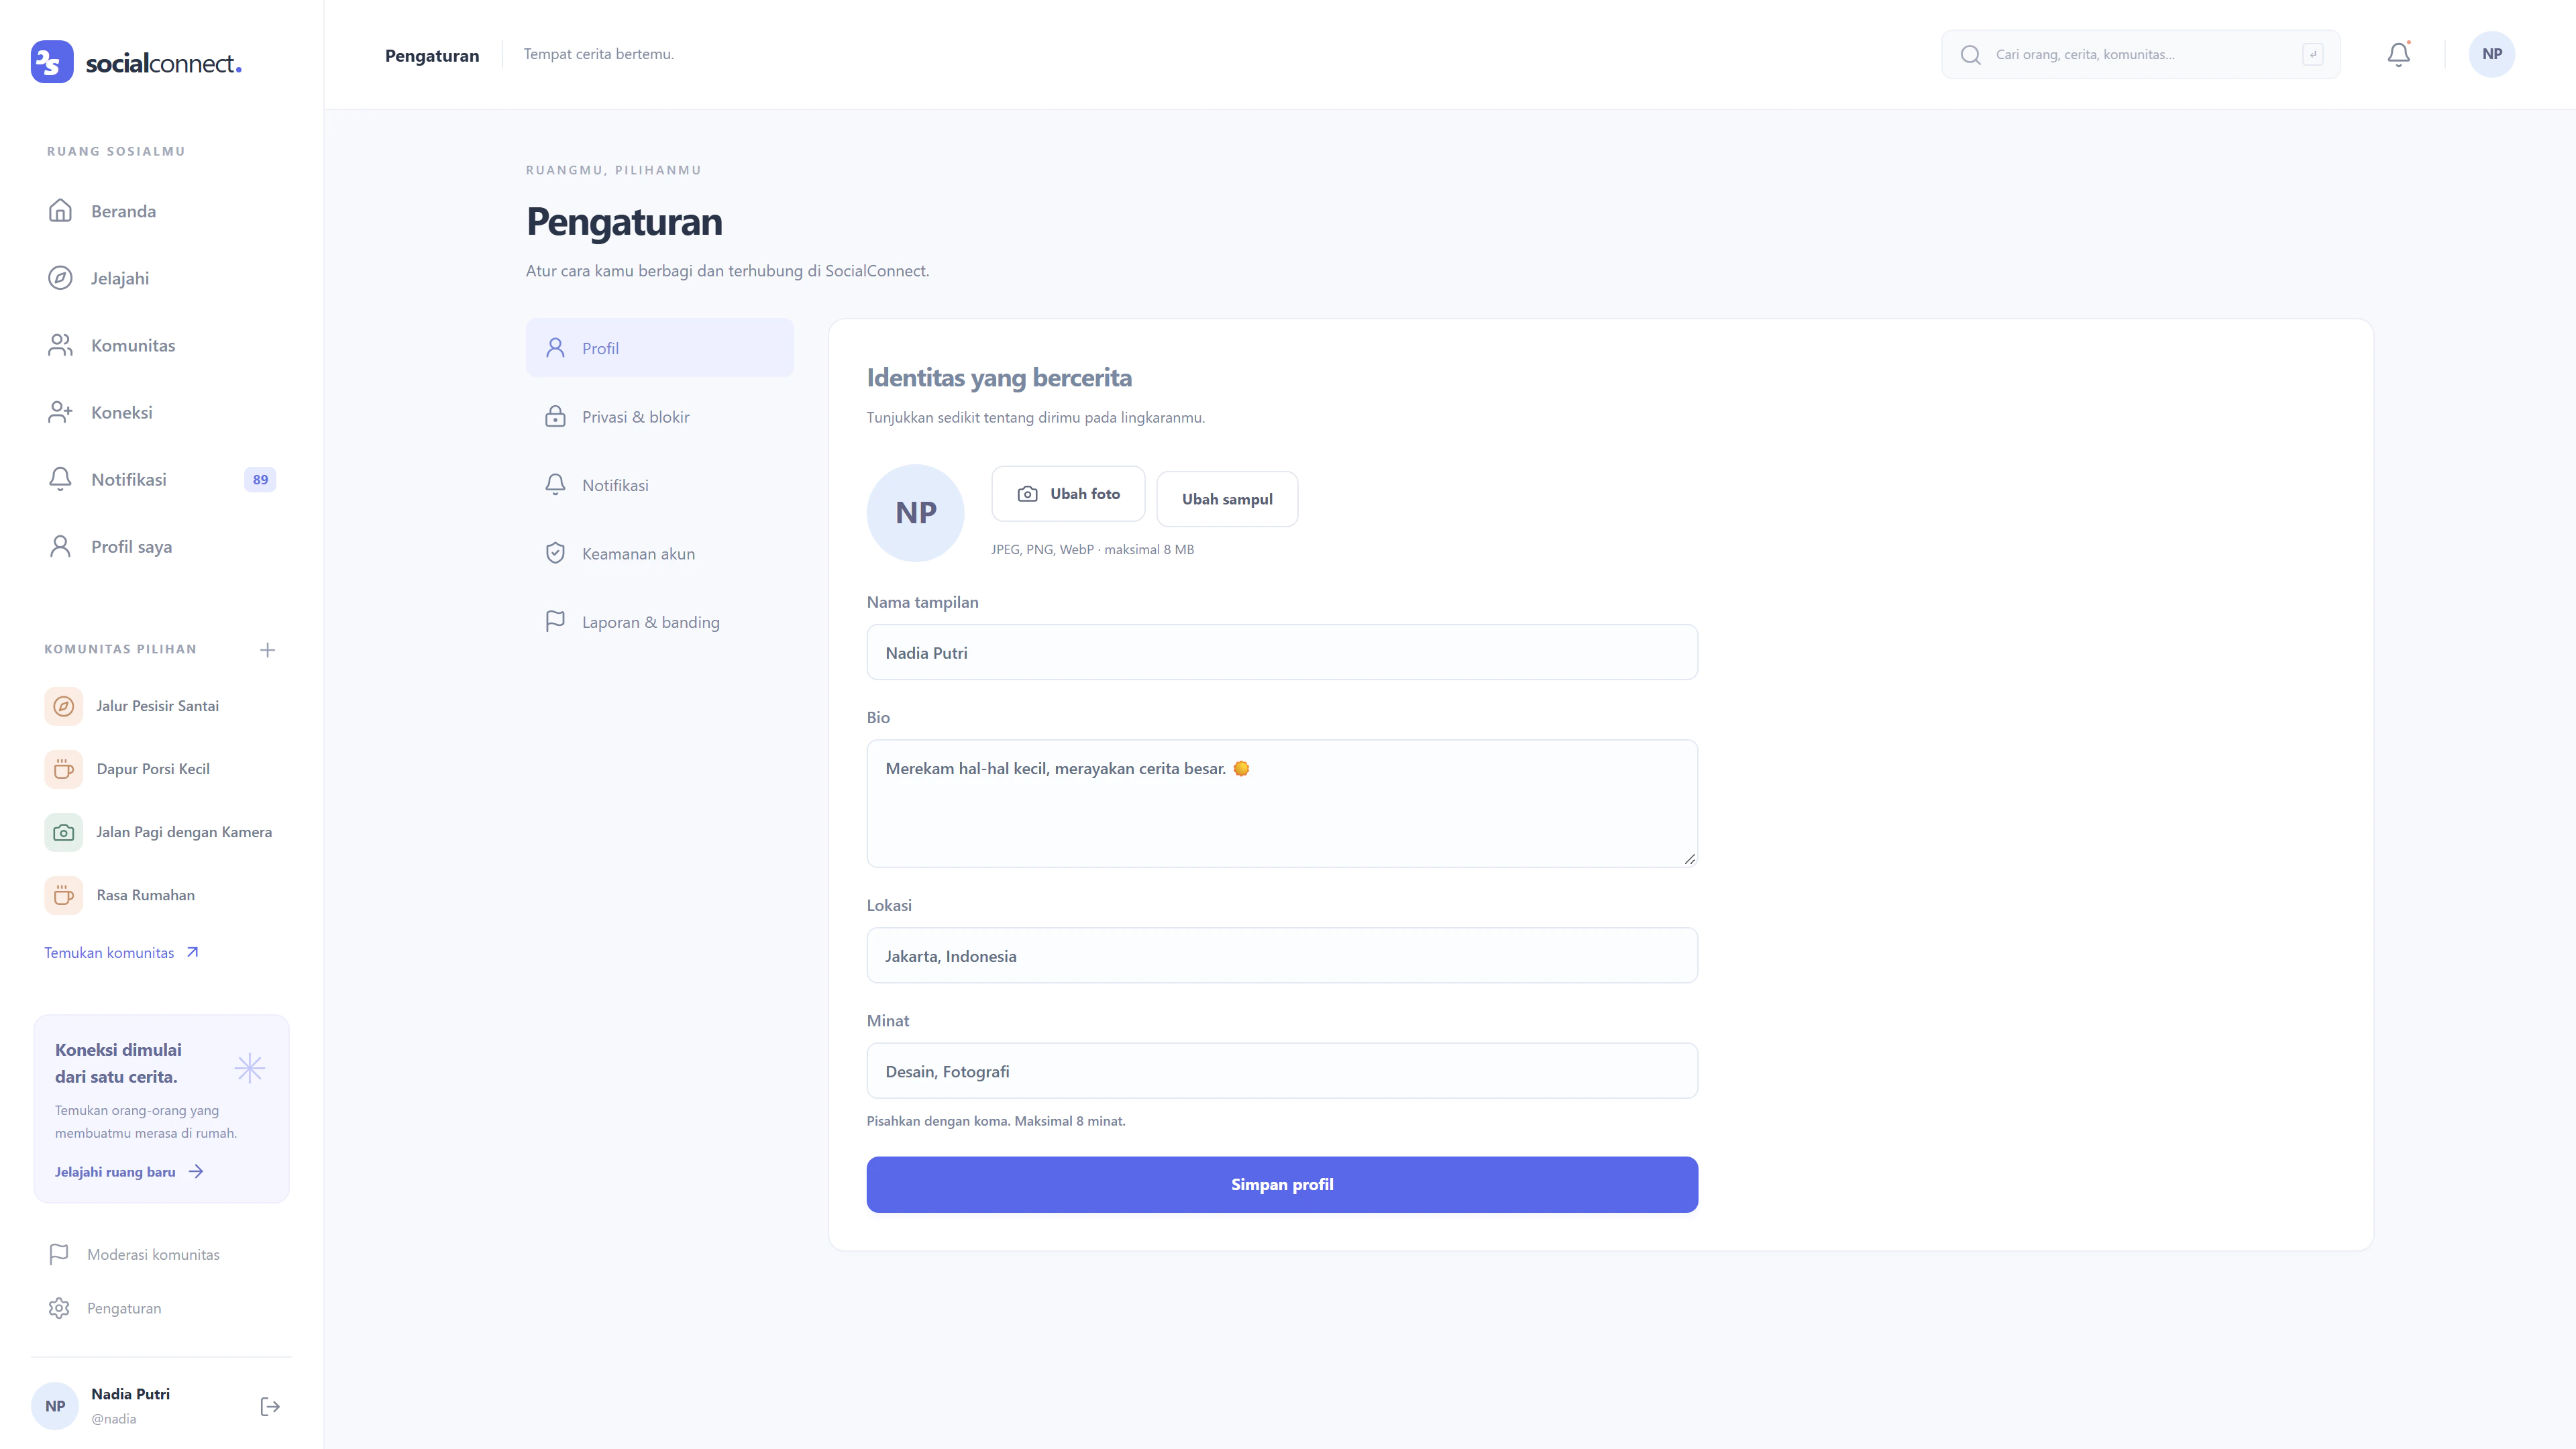 socialconnect.
RUANG SOSIALMU
Beranda
Jelajahi
Komunitas
Koneksi
Notifikasi 89
Profil saya
KOMUNITAS PILIHAN
Jalur Pesisir Santai
Dapur Porsi Kecil
Jalan Pagi dengan Kamera
Rasa Rumahan
Temukan komunitas
Koneksi dimulai
dari satu cerita.
Temukan orang-orang yang
membuatmu merasa di rumah.
Jelajahi ruang baru
Moderasi komunitas
Pengaturan
NP
Nadia Putri
@nadia
Pengaturan
Tempat cerita bertemu.
Cari orang, cerita, komunitas...
NP
RUANGMU, PILIHANMU
Pengaturan
Atur cara kamu berbagi dan terhubung di SocialConnect.
Profil
Privasi & blokir
Notifikasi
Keamanan akun
Laporan & banding
Identitas yang bercerita
Tunjukkan sedikit tentang dirimu pada lingkaranmu.
NP
Ubah foto
Ubah sampul
JPEG, PNG, WebP · maksimal 8 MB
Nama tampilan
Nadia Putri
Bio
Merekam hal-hal kecil, merayakan cerita besar.
Lokasi
Jakarta, Indonesia
Minat
Desain, Fotografi
Pisahkan dengan koma. Maksimal 8 minat.
Simpan profil